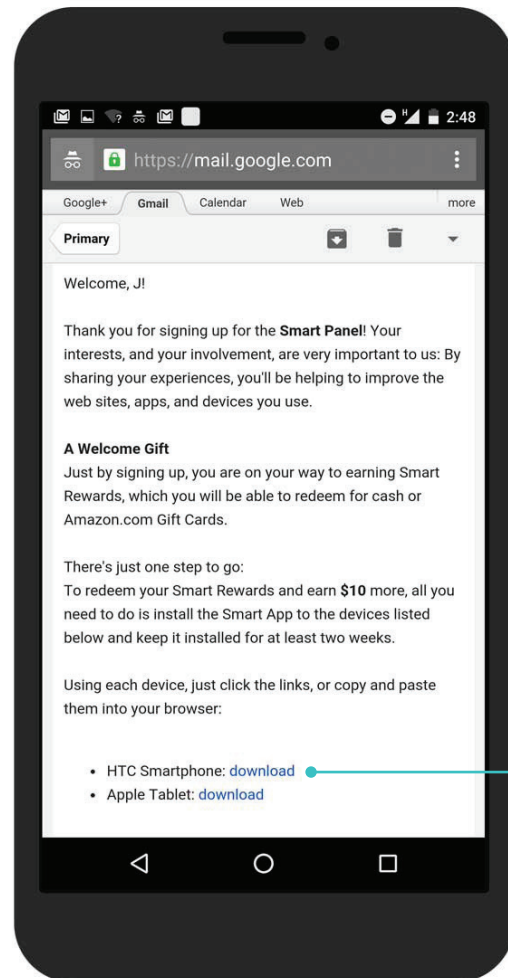 2:48
https://mail.google.com
Google+ Gmail Calendar Web more
Primary
Welcome, J!
Thank you for signing up for the Smart Panel! Your
interests, and your involvement, are very important to us: By
sharing your experiences, you'll be helping to improve the
web sites, apps, and devices you use.
A Welcome Gift
Just by signing up, you are on your way to earning Smart
Rewards, which you will be able to redeem for cash or
Amazon.com Gift Cards.
There's just one step to go:
To redeem your Smart Rewards and earn $10 more, all you
need to do is install the Smart App to the devices listed
below and keep it installed for at least two weeks.
Using each device, just click the links, or copy and paste
them into your browser:
• HTC Smartphone: download
• Apple Tablet: download